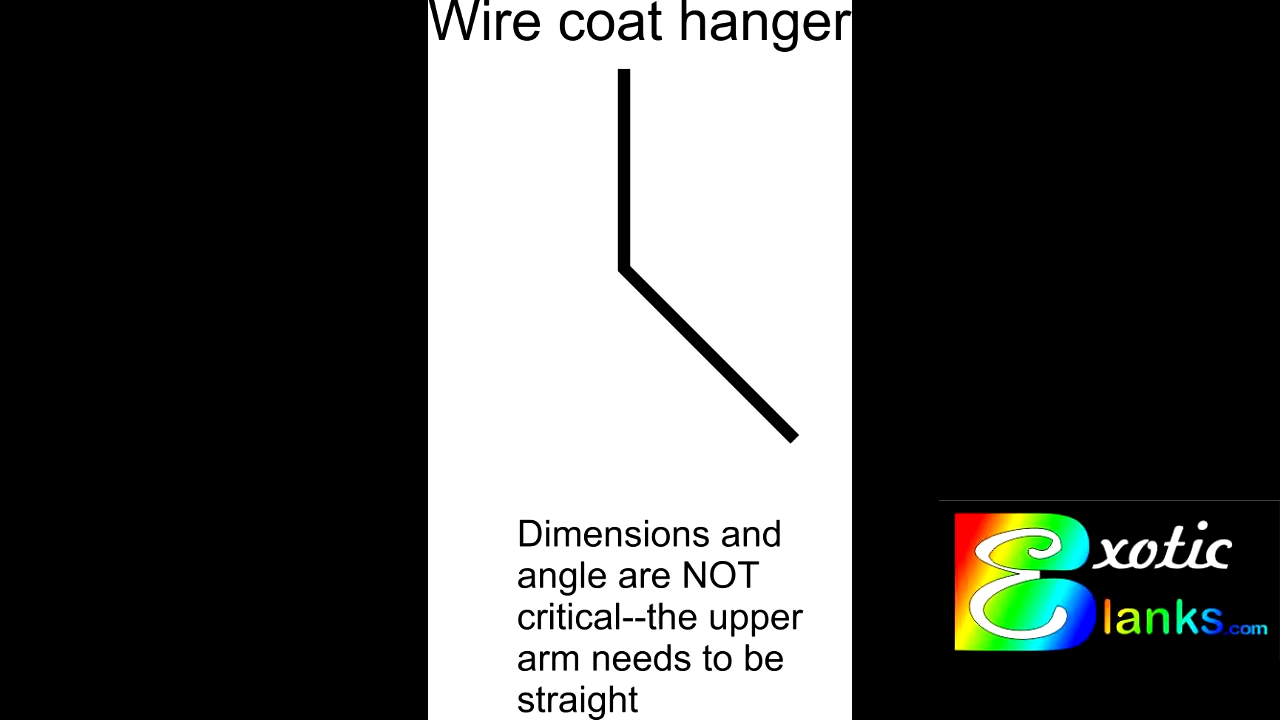 Wire coat hanger
Dimensions and
angle are NOT
critical--the upper
arm needs to be
straight
Exotic
Blanks.com